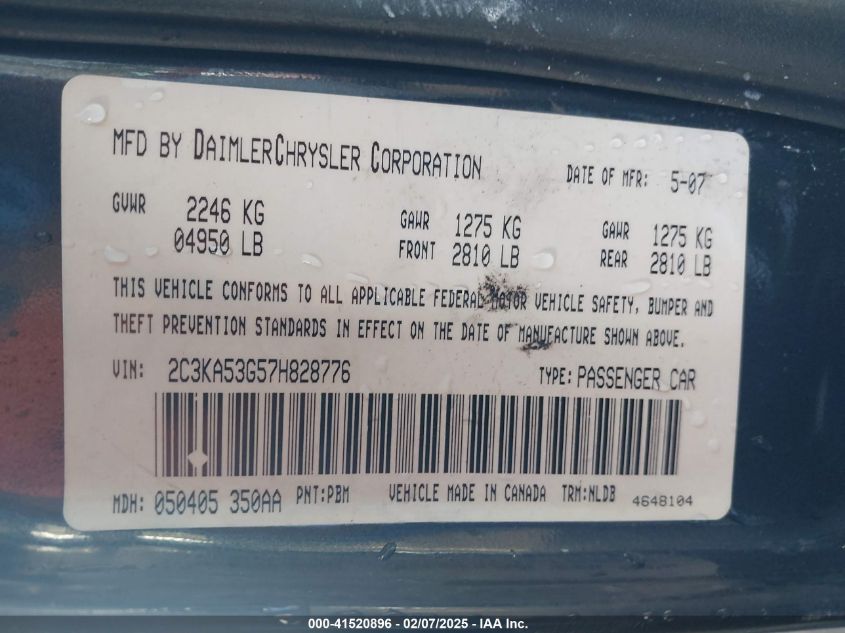 MFD BY DAIMLERCHRYSLER CORPORATION DATE OF MFR: 5-07
GVWR 2246 KG 04950 LB GAWR FRONT 1275 KG 2810 LB GAWR REAR 1275 KG 2810 LB
THIS VEHICLE CONFORMS TO ALL APPLICABLE FEDERAL MOTOR VEHICLE SAFETY, BUMPER AND
THEFT PREVENTION STANDARDS IN EFFECT ON THE DATE OF MANUFACTURE SHOWN ABOVE.
VIN: 2C3KA53G57H828776 TYPE: PASSENGER CAR
MDH: 050405 350AA PNT:PBM VEHICLE MADE IN CANADA TRM:NLDB 4648104
000-41520896 - 02/07/2025 - IAA Inc.